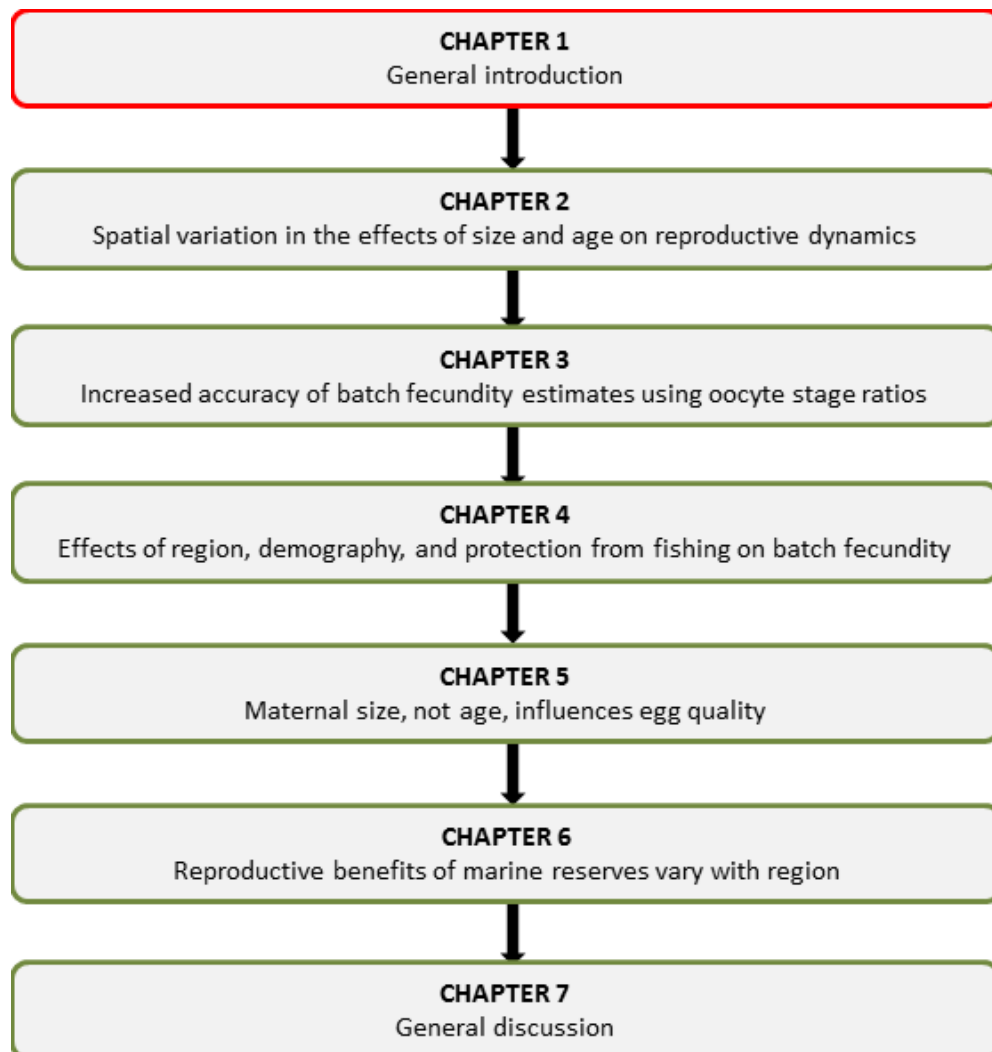 CHAPTER 1
General introduction
CHAPTER 2
Spatial variation in the effects of size and age on reproductive dynamics
CHAPTER 3
Increased accuracy of batch fecundity estimates using oocyte stage ratios
CHAPTER 4
Effects of region, demography, and protection from fishing on batch fecundity
CHAPTER 5
Maternal size, not age, influences egg quality
CHAPTER 6
Reproductive benefits of marine reserves vary with region
CHAPTER 7
General discussion